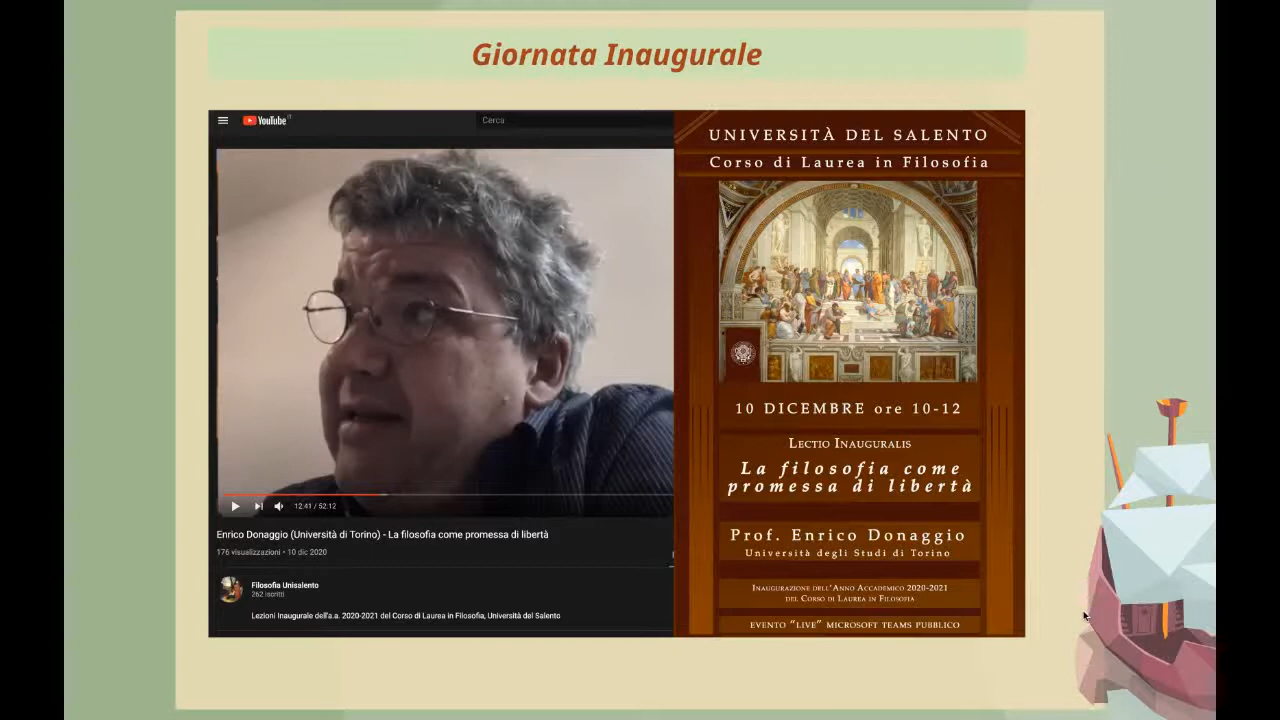 Giornata Inaugurale
YouTube IT
Cerca
12:41 / 52:12
Enrico Donaggio (Università di Torino) - La filosofia come promessa di libertà
176 visualizzazioni • 10 dic 2020
Filosofia Unisalento
262 iscritti
Lezioni Inaugurale dell'a.a. 2020-2021 del Corso di Laurea in Filosofia, Università del Salento
UNIVERSITÀ DEL SALENTO
Corso di Laurea in Filosofia
10 DICEMBRE ore 10-12
LECTIO INAUGURALIS
La filosofia come
promessa di libertà
Prof. Enrico Donaggio
Università degli Studi di Torino
INAUGURAZIONE DELL'ANNO ACCADEMICO 2020-2021
DEL CORSO DI LAUREA IN FILOSOFIA
EVENTO "LIVE" MICROSOFT TEAMS PUBBLICO